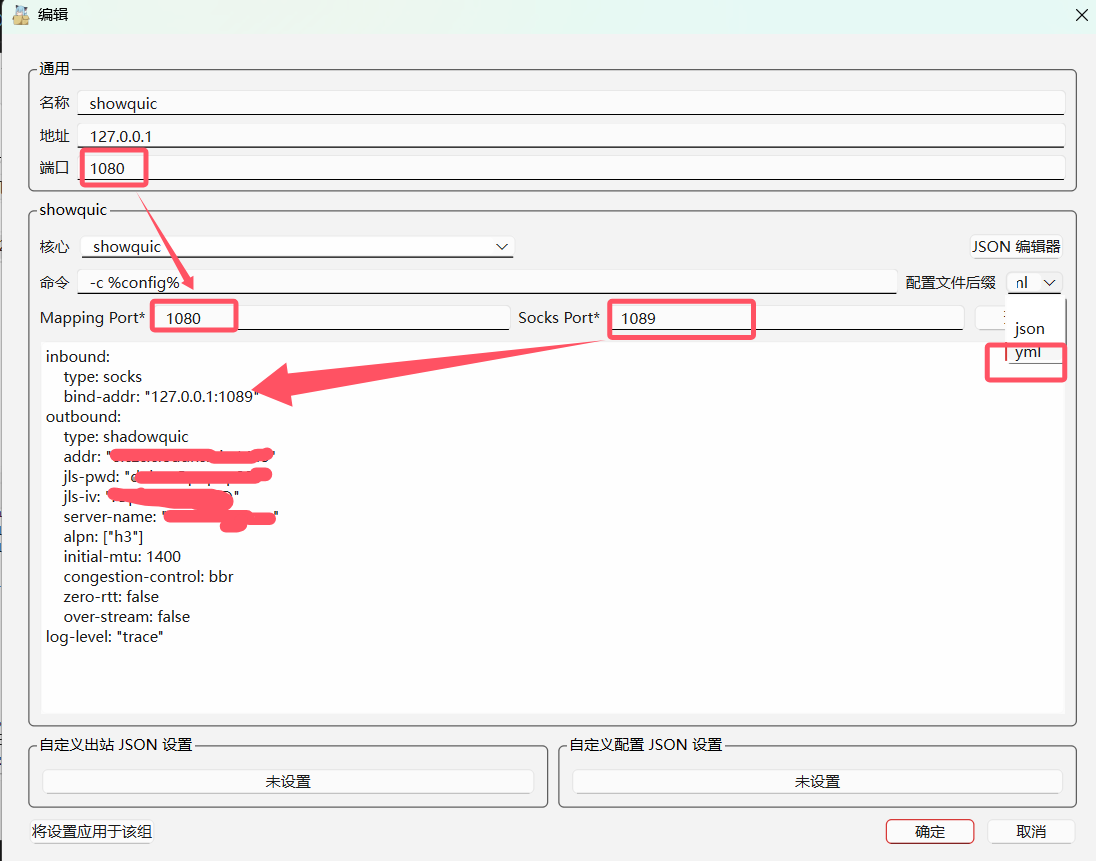 编辑
通用
名称 showquic
地址 127.0.0.1
端口 1080
showquic
核心 showquic JSON 编辑器
命令 -c %config% 配置文件后缀
Mapping Port* 1080 Socks Port* 1089
json
yml
inbound:
type: socks
bind-addr: "127.0.0.1:1089"
outbound:
type: shadowquic
addr: "
jls-pwd: "
jls-iv: "
server-name: "
alpn: ["h3"]
initial-mtu: 1400
congestion-control: bbr
zero-rtt: false
over-stream: false
log-level: "trace"
自定义出站 JSON 设置 自定义配置 JSON 设置
未设置 未设置
将设置应用于该组 确定 取消